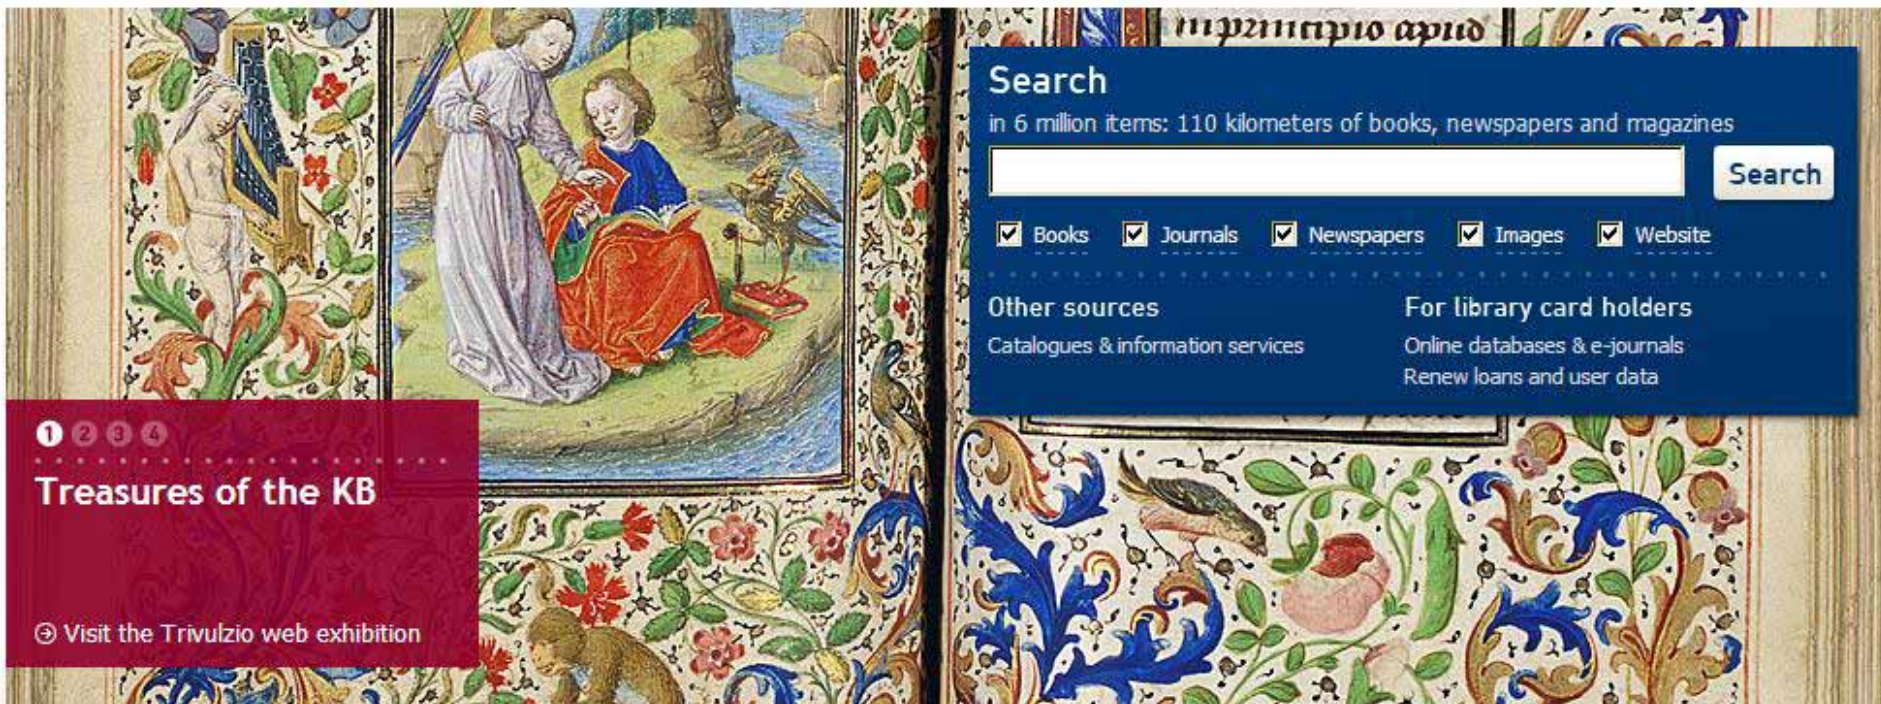 in principio apud
Search
in 6 million items: 110 kilometers of books, newspapers and magazines
Search
Books Journals Newspapers Images Website
Other sources
Catalogues & information services
For library card holders
Online databases & e-journals
Renew loans and user data
1 2 3 4
Treasures of the KB
Visit the Trivulzio web exhibition